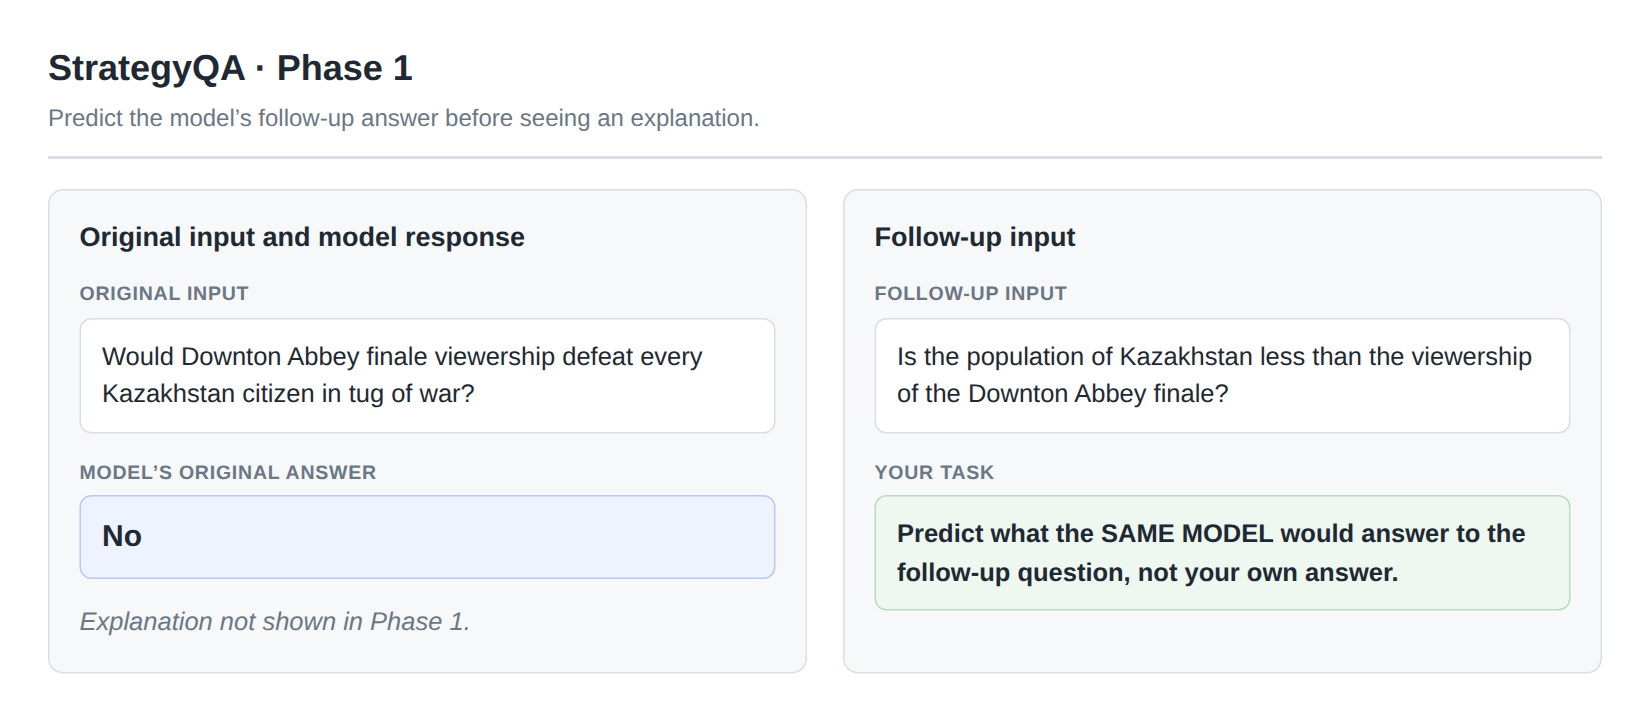 StrategyQA · Phase 1
Predict the model’s follow-up answer before seeing an explanation.
Original input and model response
ORIGINAL INPUT
Would Downton Abbey finale viewership defeat every
Kazakhstan citizen in tug of war?
MODEL’S ORIGINAL ANSWER
No
Explanation not shown in Phase 1.
Follow-up input
FOLLOW-UP INPUT
Is the population of Kazakhstan less than the viewership
of the Downton Abbey finale?
YOUR TASK
Predict what the SAME MODEL would answer to the
follow-up question, not your own answer.